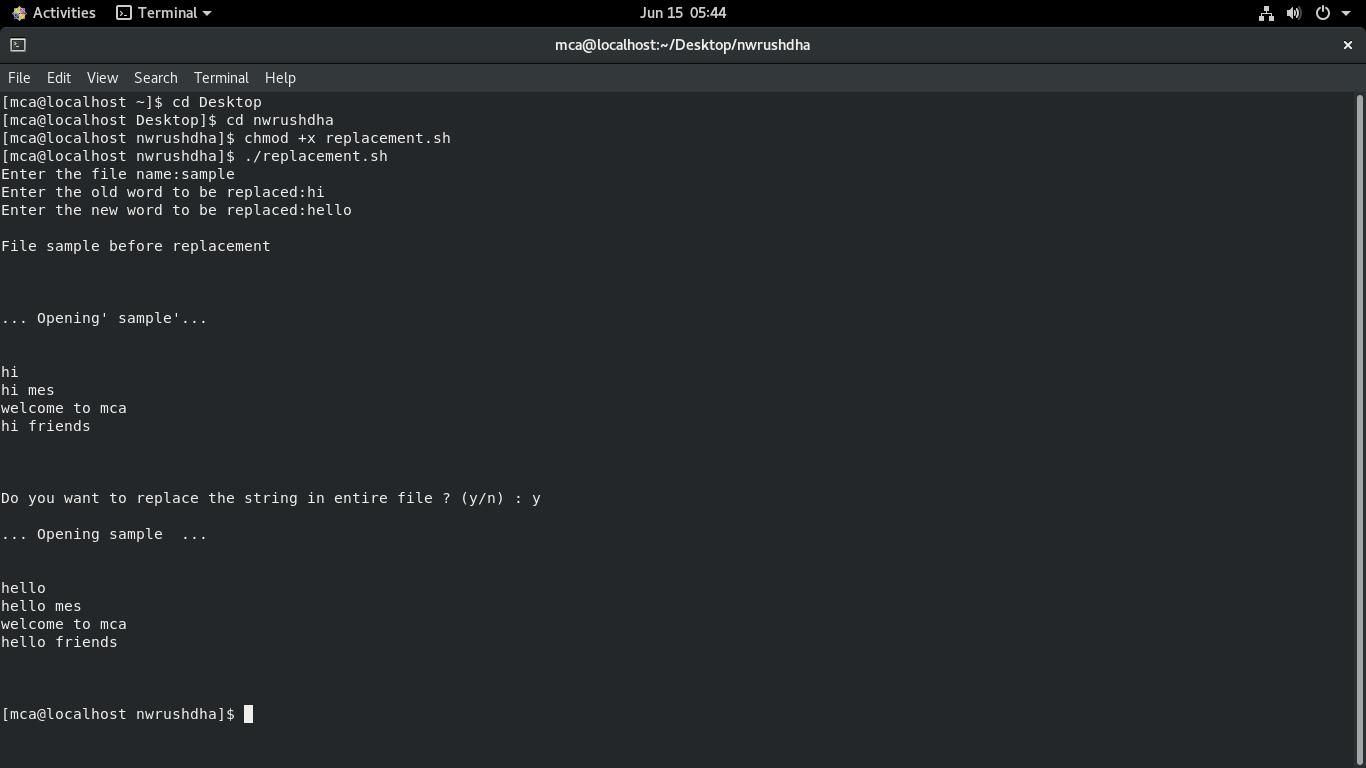 Activities
Terminal
Jun 15 05:44
mca@localhost:~/Desktop/nwrushdha
File Edit View Search Terminal Help
[mca@localhost ~]$ cd Desktop
[mca@localhost Desktop]$ cd nwrushdha
[mca@localhost nwrushdha]$ chmod +x replacement.sh
[mca@localhost nwrushdha]$ ./replacement.sh
Enter the file name:sample
Enter the old word to be replaced:hi
Enter the new word to be replaced:hello
File sample before replacement
... Opening' sample'...
hi
hi mes
welcome to mca
hi friends
Do you want to replace the string in entire file ? (y/n) : y
... Opening sample  ...
hello
hello mes
welcome to mca
hello friends
[mca@localhost nwrushdha]$